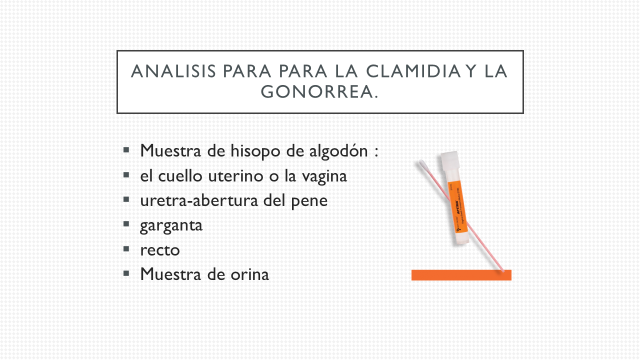 ANALISIS PARA PARA LA CLAMIDIA Y LA
GONORREA.
▪ Muestra de hisopo de algodón :
▪ el cuello uterino o la vagina
▪ uretra-abertura del pene
▪ garganta
▪ recto
▪ Muestra de orina